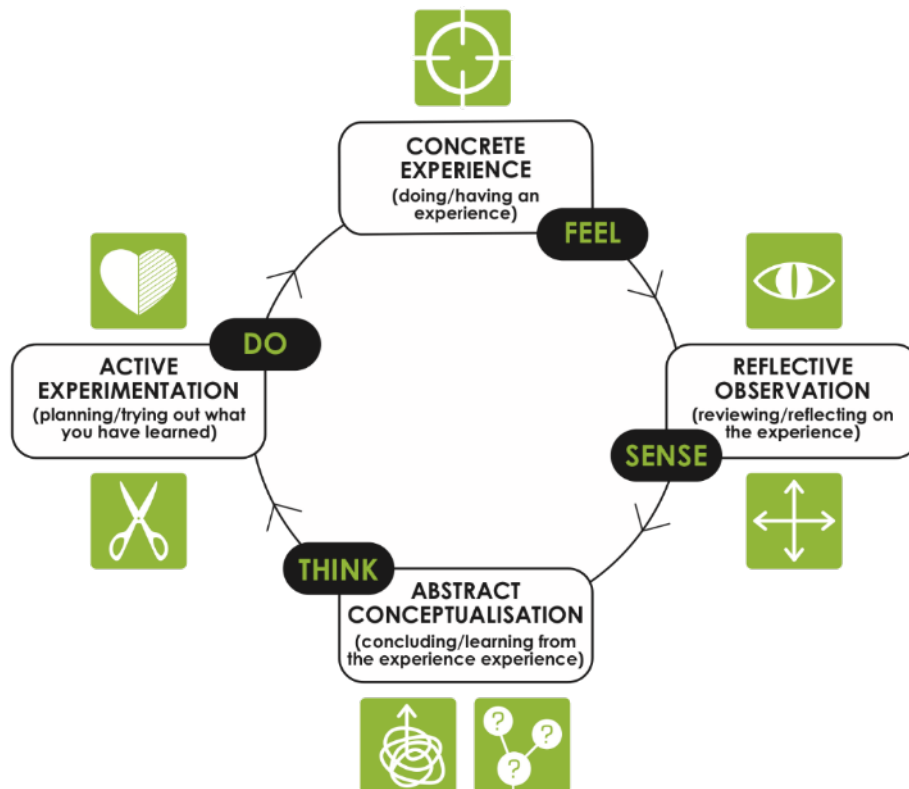 CONCRETE
EXPERIENCE
(doing/having an
experience)
FEEL
REFLECTIVE
OBSERVATION
(reviewing/reflecting on
the experience)
SENSE
ABSTRACT
CONCEPTUALISATION
(concluding/learning from
the experience experience)
THINK
ACTIVE
EXPERIMENTATION
(planning/trying out what
you have learned)
DO
?
?
?